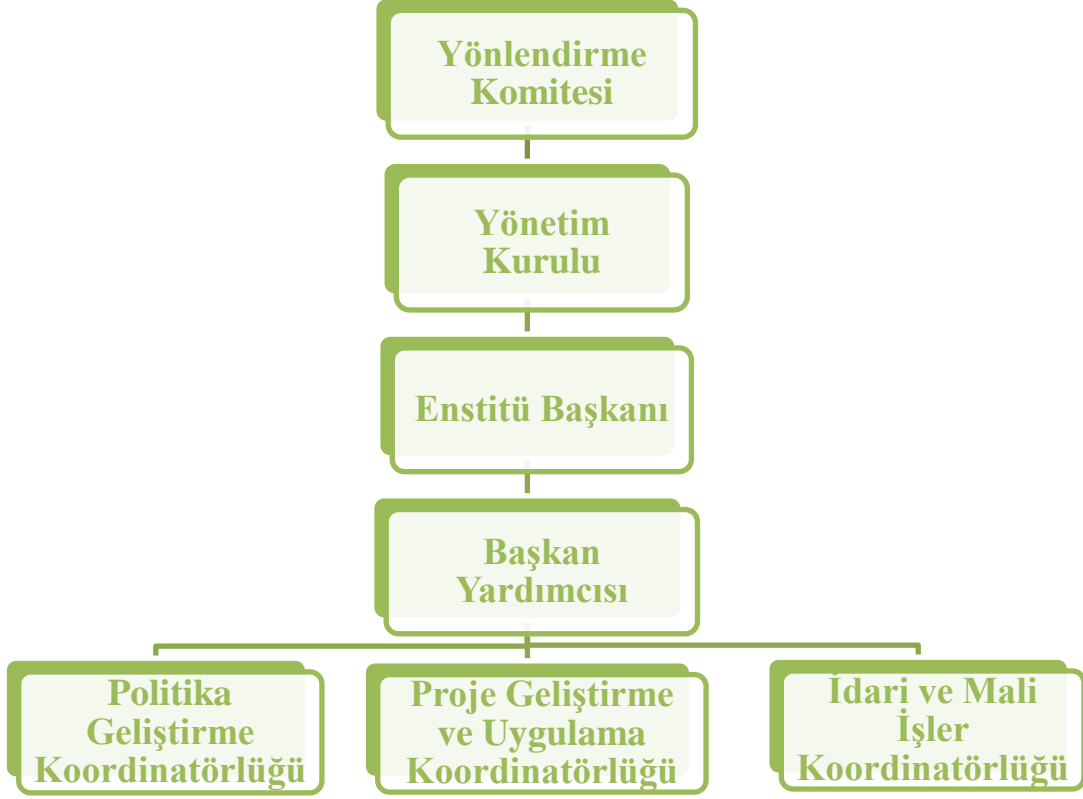 Yönlendirme
Komitesi
Yönetim
Kurulu
Enstitü Başkanı
Başkan
Yardımcısı
Politika
Geliştirme
Koordinatörlüğü
Proje Geliştirme
ve Uygulama
Koordinatörlüğü
İdari ve Mali
İşler
Koordinatörlüğü